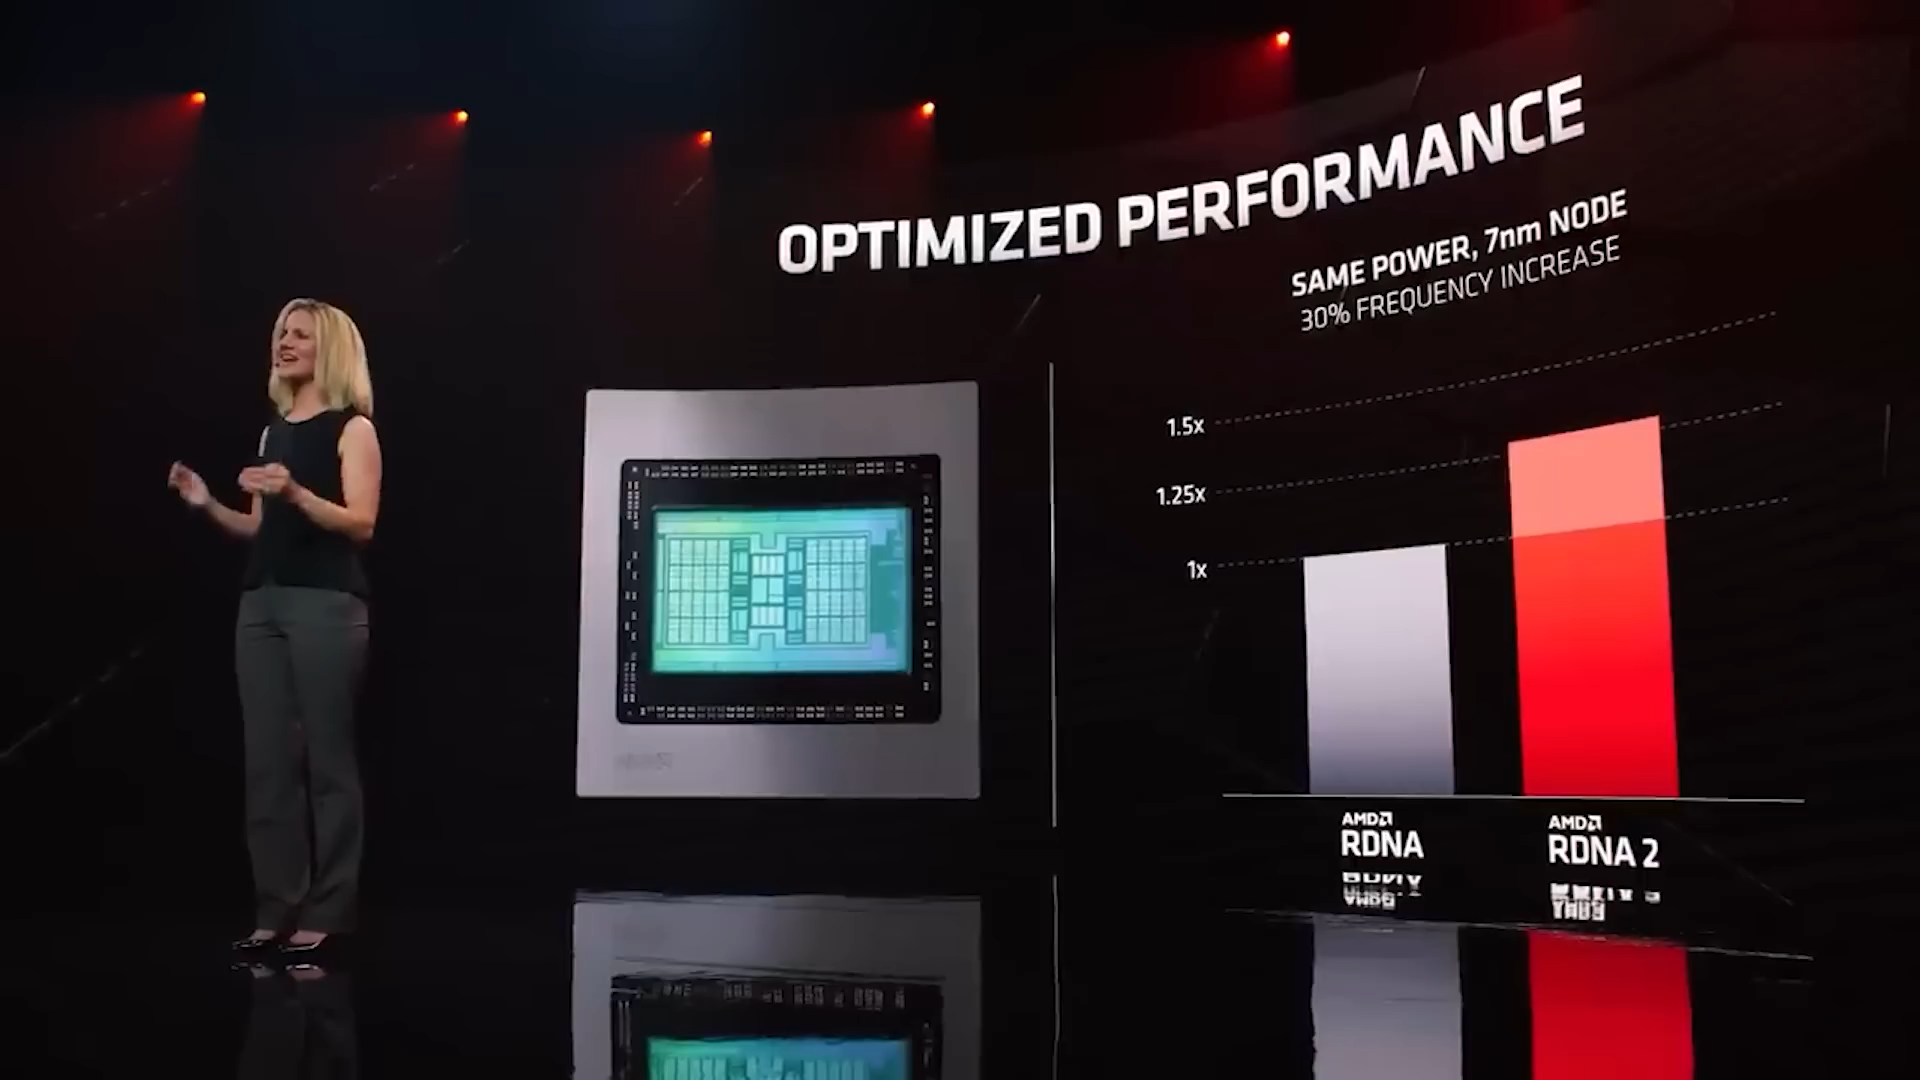 OPTIMIZED PERFORMANCE
SAME POWER, 7nm NODE
30% FREQUENCY INCREASE
1.5x
1.25x
1x
AMD
RDNA
AMD
RDNA 2